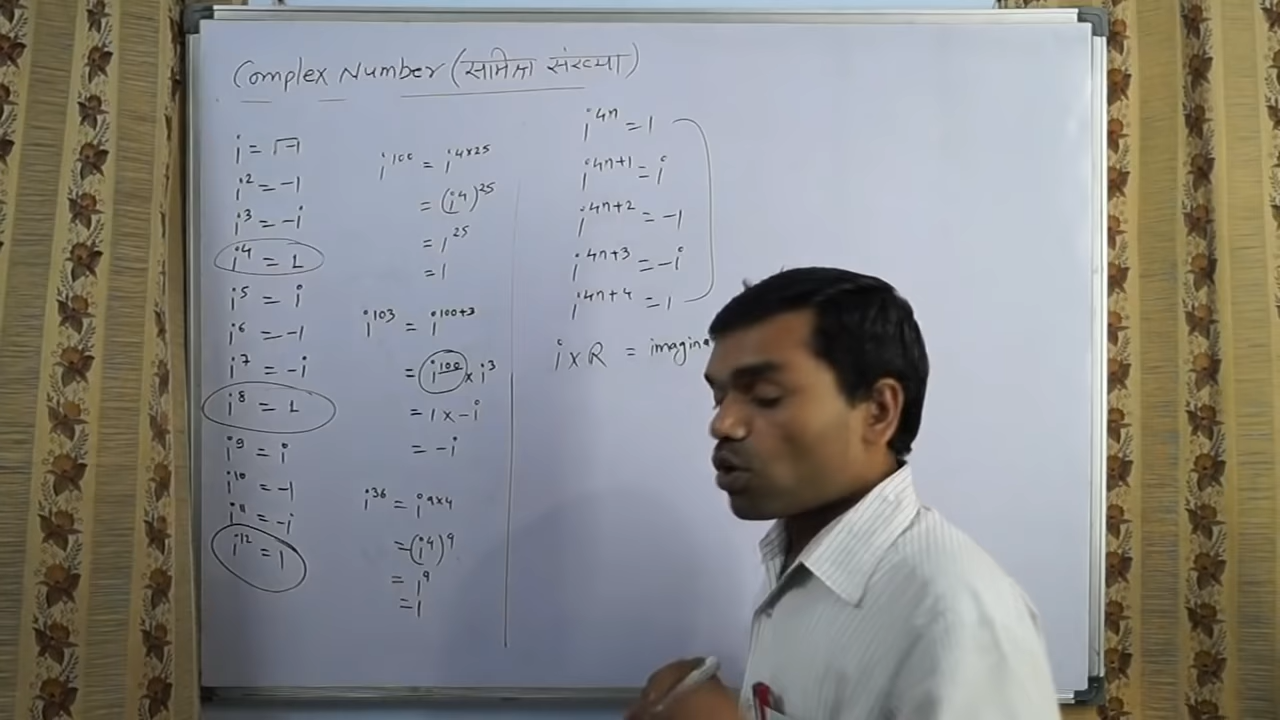 Complex Number (समिता संख्या)
i = √-1
i² = -1
i³ = -i
i⁴ = 1
i⁵ = i
i⁶ = -1
i⁷ = -i
i⁸ = 1
i⁹ = i
i¹⁰ = -1
i¹¹ = -i
i¹² = 1
i¹⁰⁰ = i⁴ˣ²⁵
= (i⁴)²⁵
= 1²⁵
= 1
i¹⁰³ = i¹⁰⁰⁺³
= i¹⁰⁰ × i³
= 1 × -i
= -i
i³⁶ = i⁹ˣ⁴
= (i⁴)⁹
= 1⁹
= 1
i⁴ⁿ = 1
i⁴ⁿ⁺¹ = i
i⁴ⁿ⁺² = -1
i⁴ⁿ⁺³ = -i
i⁴ⁿ⁺⁴ = 1
i × R = imagina